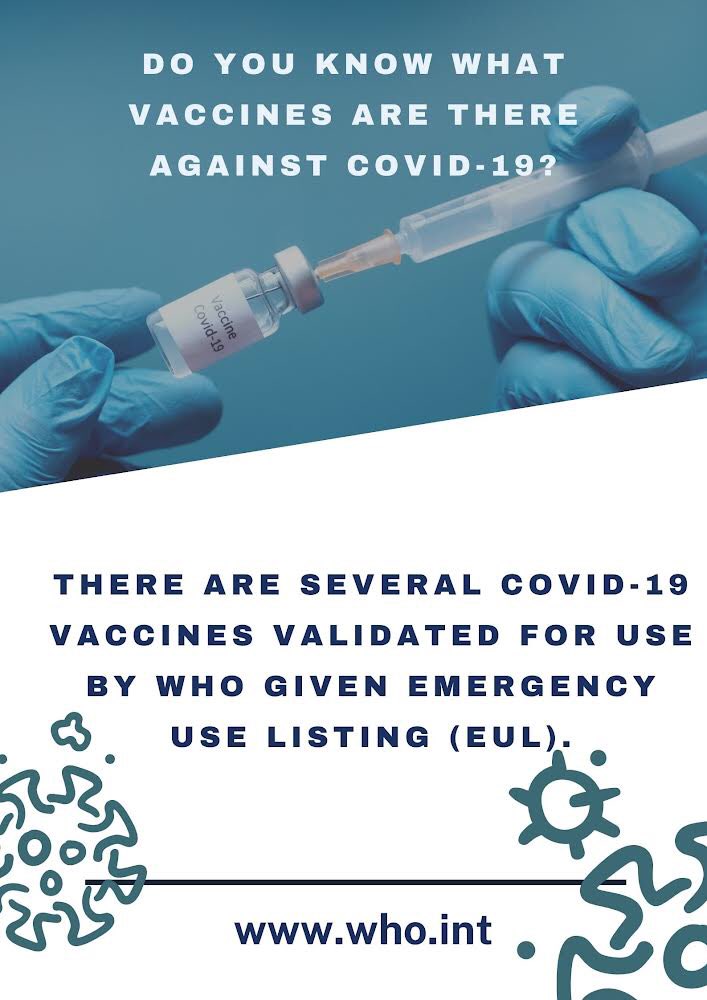 DO YOU KNOW WHAT
VACCINES ARE THERE
AGAINST COVID-19?
Vaccine
Covid-19
THERE ARE SEVERAL COVID-19
VACCINES VALIDATED FOR USE
BY WHO GIVEN EMERGENCY
USE LISTING (EUL).
www.who.int